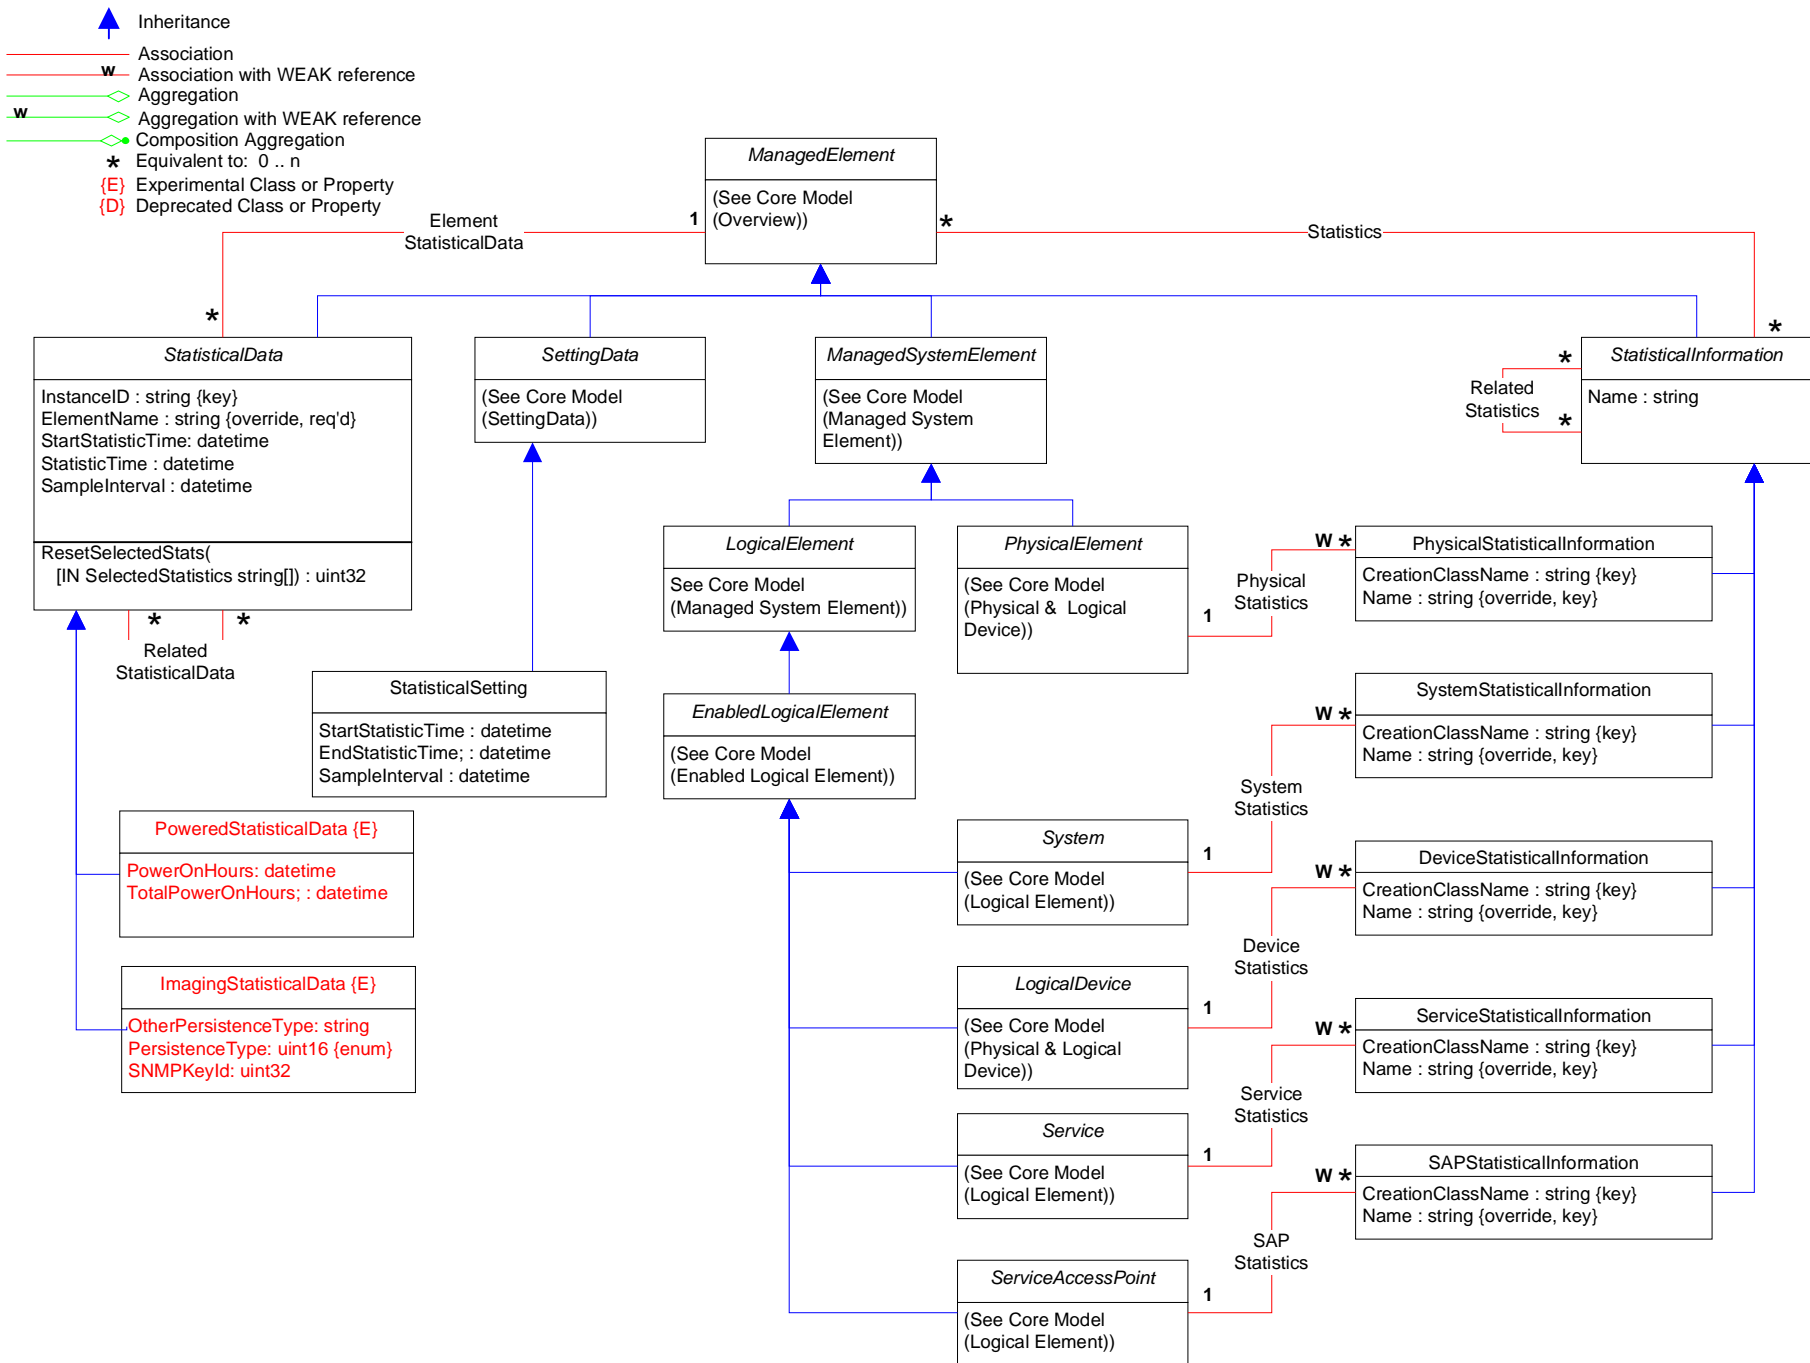 Inheritance
Association
w Association with WEAK reference
Aggregation
w Aggregation with WEAK reference
Composition Aggregation
* Equivalent to: 0 .. n
{E} Experimental Class or Property
{D} Deprecated Class or Property
ManagedElement
(See Core Model
(Overview))
1
*
Element
StatisticalData
Statistics
*
*
StatisticalData
InstanceID : string {key}
ElementName : string {override, req'd}
StartStatisticTime: datetime
StatisticTime : datetime
SampleInterval : datetime
ResetSelectedStats(
[IN SelectedStatistics string[]) : uint32
* *
Related
StatisticalData
SettingData
(See Core Model
(SettingData))
ManagedSystemElement
(See Core Model
(Managed System
Element))
StatisticalInformation
Name : string
*
Related
Statistics
*
LogicalElement
See Core Model
(Managed System Element))
PhysicalElement
(See Core Model
(Physical & Logical
Device))
W *
Physical
Statistics
1
PhysicalStatisticalInformation
CreationClassName : string {key}
Name : string {override, key}
StatisticalSetting
StartStatisticTime : datetime
EndStatisticTime; : datetime
SampleInterval : datetime
EnabledLogicalElement
(See Core Model
(Enabled Logical Element))
W *
System
Statistics
1
SystemStatisticalInformation
CreationClassName : string {key}
Name : string {override, key}
PoweredStatisticalData {E}
PowerOnHours: datetime
TotalPowerOnHours; : datetime
System
(See Core Model
(Logical Element))
W *
Device
Statistics
1
DeviceStatisticalInformation
CreationClassName : string {key}
Name : string {override, key}
ImagingStatisticalData {E}
OtherPersistenceType: string
PersistenceType: uint16 {enum}
SNMPKeyId: uint32
LogicalDevice
(See Core Model
(Physical & Logical
Device))
W *
Service
Statistics
1
ServiceStatisticalInformation
CreationClassName : string {key}
Name : string {override, key}
Service
(See Core Model
(Logical Element))
W *
SAP
Statistics
1
SAPStatisticalInformation
CreationClassName : string {key}
Name : string {override, key}
ServiceAccessPoint
(See Core Model
(Logical Element))